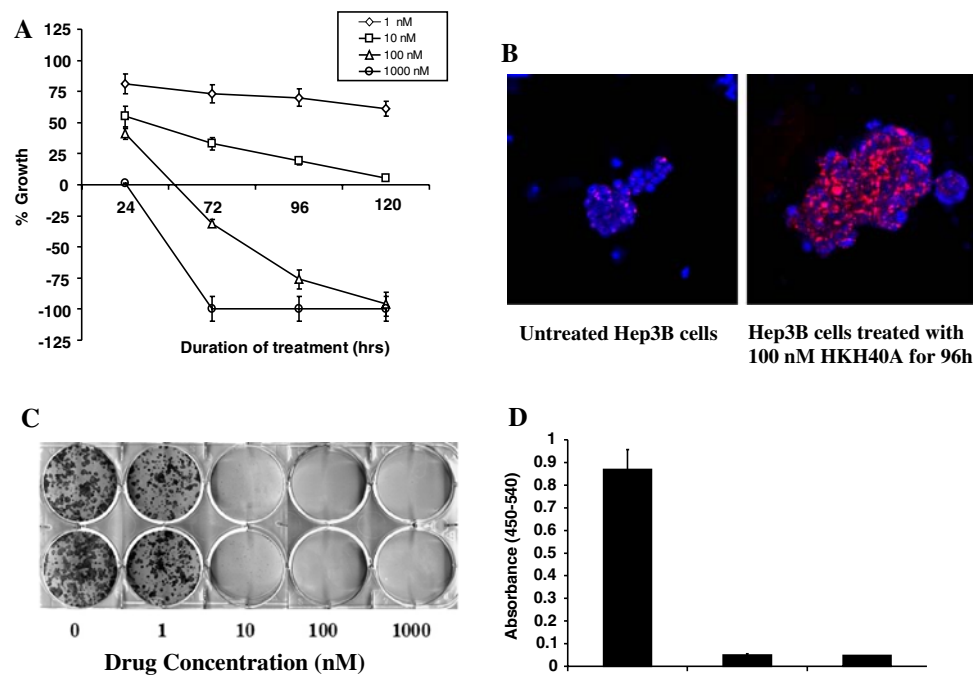 A
125
100
75
50
25
0
-25
-50
-75
-100
-125
% Growth
24 72 96 120
Duration of treatment (hrs)
1 nM
10 nM
100 nM
1000 nM
B
Untreated Hep3B cells
Hep3B cells treated with
100 nM HKH40A for 96h
C
0 1 10 100 1000
Drug Concentration (nM)
D
1
0.9
0.8
0.7
0.6
0.5
0.4
0.3
0.2
0.1
0
Absorbance (450-540)